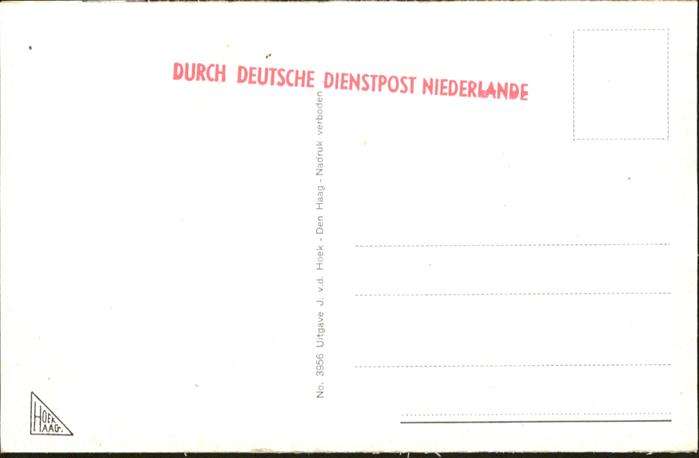 DURCH DEUTSCHE DIENSTPOST NIEDERLANDE
No. 3956 Uitgave J. v.d. Hoek - Den Haag - Nadruk verboden
HOEK
HAAG.